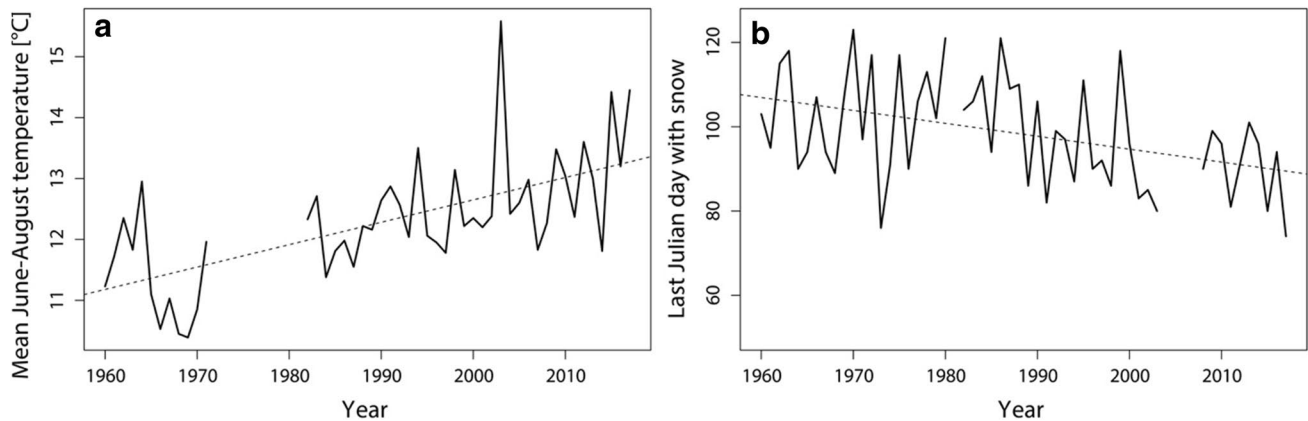 a
Mean June-August temperature [°C]
15
14
13
12
11
1960 1970 1980 1990 2000 2010
Year
b
Last Julian day with snow
120
100
80
60
1960 1970 1980 1990 2000 2010
Year